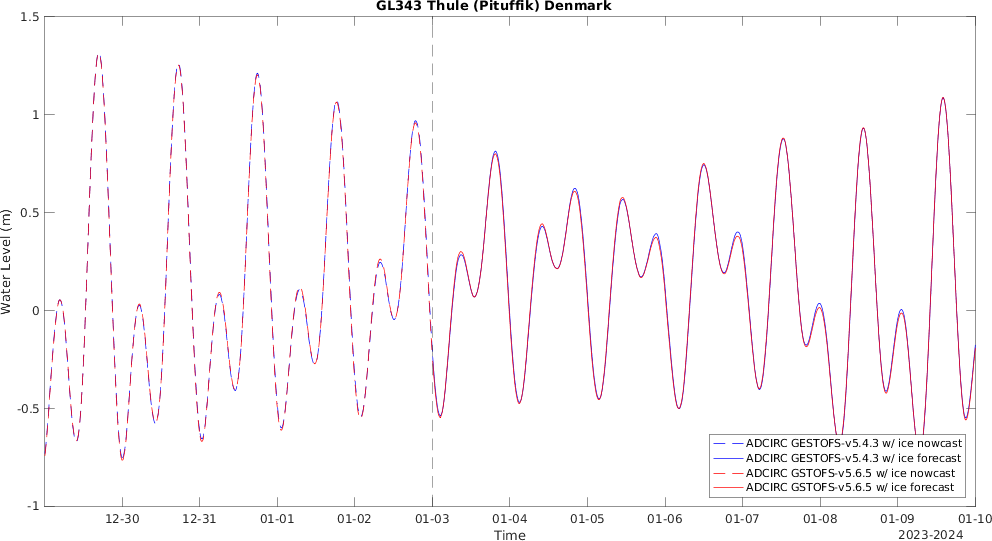 GL343 Thule (Pituffik) Denmark
1.5
1
0.5
0
-0.5
-1
Water Level (m)
ADCIRC GESTOFS-v5.4.3 w/ ice nowcast
ADCIRC GESTOFS-v5.4.3 w/ ice forecast
ADCIRC GSTOFS-v5.6.5 w/ ice nowcast
ADCIRC GSTOFS-v5.6.5 w/ ice forecast
12-30 12-31 01-01 01-02 01-03 01-04 01-05 01-06 01-07 01-08 01-09 01-10
Time
2023-2024